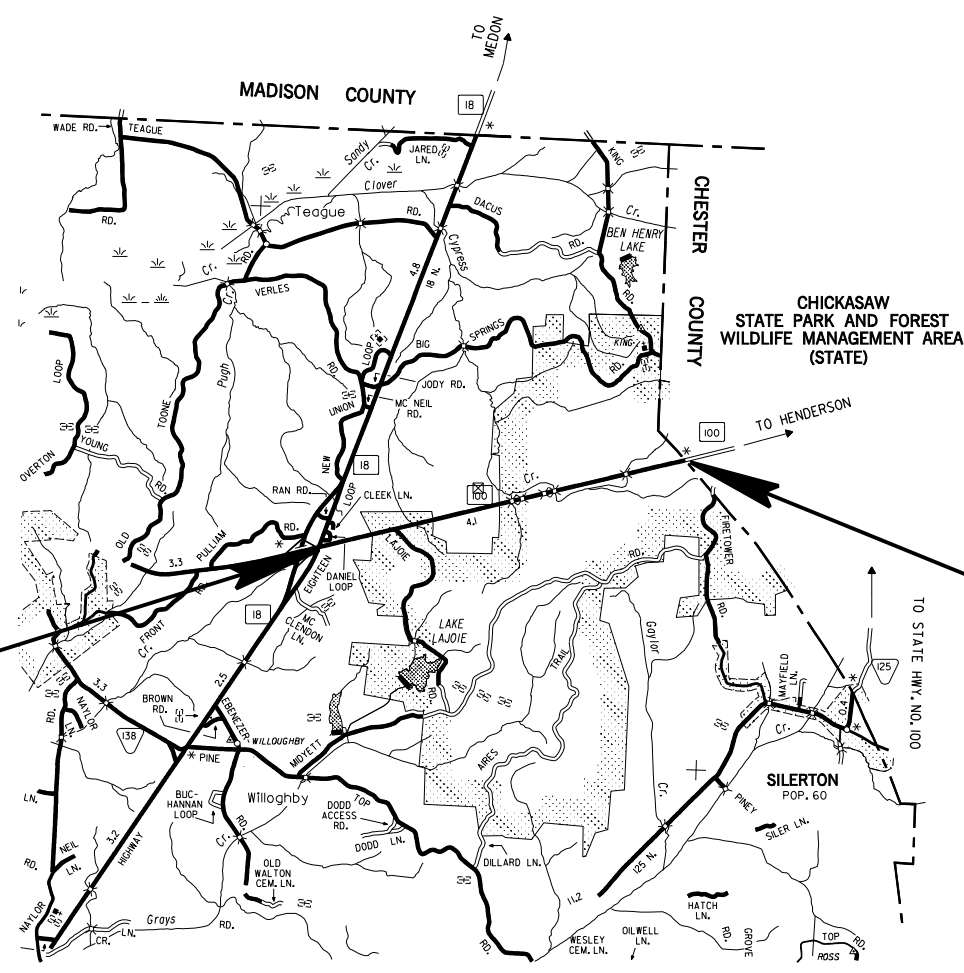 TO
MEDON
MADISON COUNTY
18
*
WADE RD.
TEAGUE
JARED
LN.
Sandy
Cr.
KING
Clover
Teague
RD.
RD.
DACUS
Cr.
CHESTER
COUNTY
BEN HENRY
LAKE
RD.
Cypress
Cr.
RD.
4.8
18 N.
VERLES
Cr.
RD.
CHICKASAW
STATE PARK AND FOREST
WILDLIFE MANAGEMENT AREA
(STATE)
LOOP
BIG
SPRINGS
KING
RD.
LOOP
Pugh
RD.
JODY RD.
UNION
MC NEIL
RD.
TOONE
TO HENDERSON
100
*
YOUNG
OVERTON
RD.
NEW
18
RAN RD.
LOOP
CLEEK LN.
Cr.
100
4.1
OLD
3.3
PULLIAM
RD.
*
RD.
LAJOIE
FIRETOWER
RD.
RD.
EIGHTEEN
DANIEL
LOOP
18
MC
CLENDON
LN.
FRONT
Cr.
LAKE
LAJOIE
RD.
Gaylor
TRAIL
TO STATE HWY. NO. 100
125
MAYFIELD
LN.
*
0.4
*
Cr.
2.5
3.3
BROWN
RD.
NAYLOR
LN.
RD.
138
EBENEZER-WILLOUGHBY
MIDYETT
* PINE
AIRES
SILERTON
POP. 60
Willoghby
TOP
BUC-
HANNAN
LOOP
DODD
ACCESS
RD.
DODD LN.
Cr.
PINEY
SILER LN.
LN.
3.2
HIGHWAY
RD.
Cr.
NEIL
LN.
RD.
OLD
WALTON
CEM. LN.
DILLARD LN.
125 N.
11.2
HATCH
LN.
NAYLOR
Grays
LN.
CR.
RD.
RD.
WESLEY
CEM. LN.
OILWELL
LN.
RD.
GROVE
TOP
RD.
ROSS